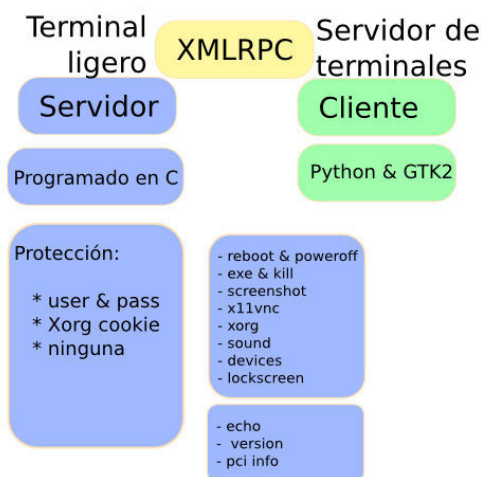 Terminal
ligero
XMLRPC
Servidor de
terminales
Servidor
Cliente
Programado en C
Python & GTK2
Protección:
* user & pass
* Xorg cookie
* ninguna
- reboot & poweroff
- exe & kill
- screenshot
- x11vnc
- xorg
- sound
- devices
- lockscreen
- echo
- version
- pci info